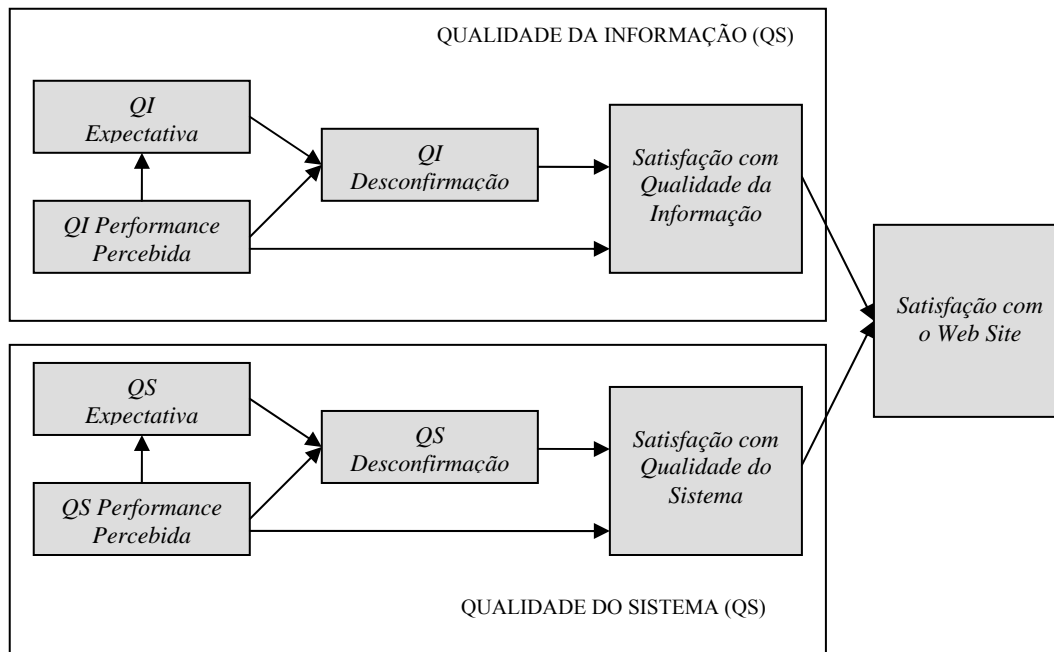 QUALIDADE DA INFORMAÇÃO (QS)
QI
Expectativa
QI
Desconfirmação
QI Performance
Percebida
Satisfação com
Qualidade da
Informação
Satisfação com
o Web Site
QS
Expectativa
QS
Desconfirmação
QS Performance
Percebida
Satisfação com
Qualidade do
Sistema
QUALIDADE DO SISTEMA (QS)